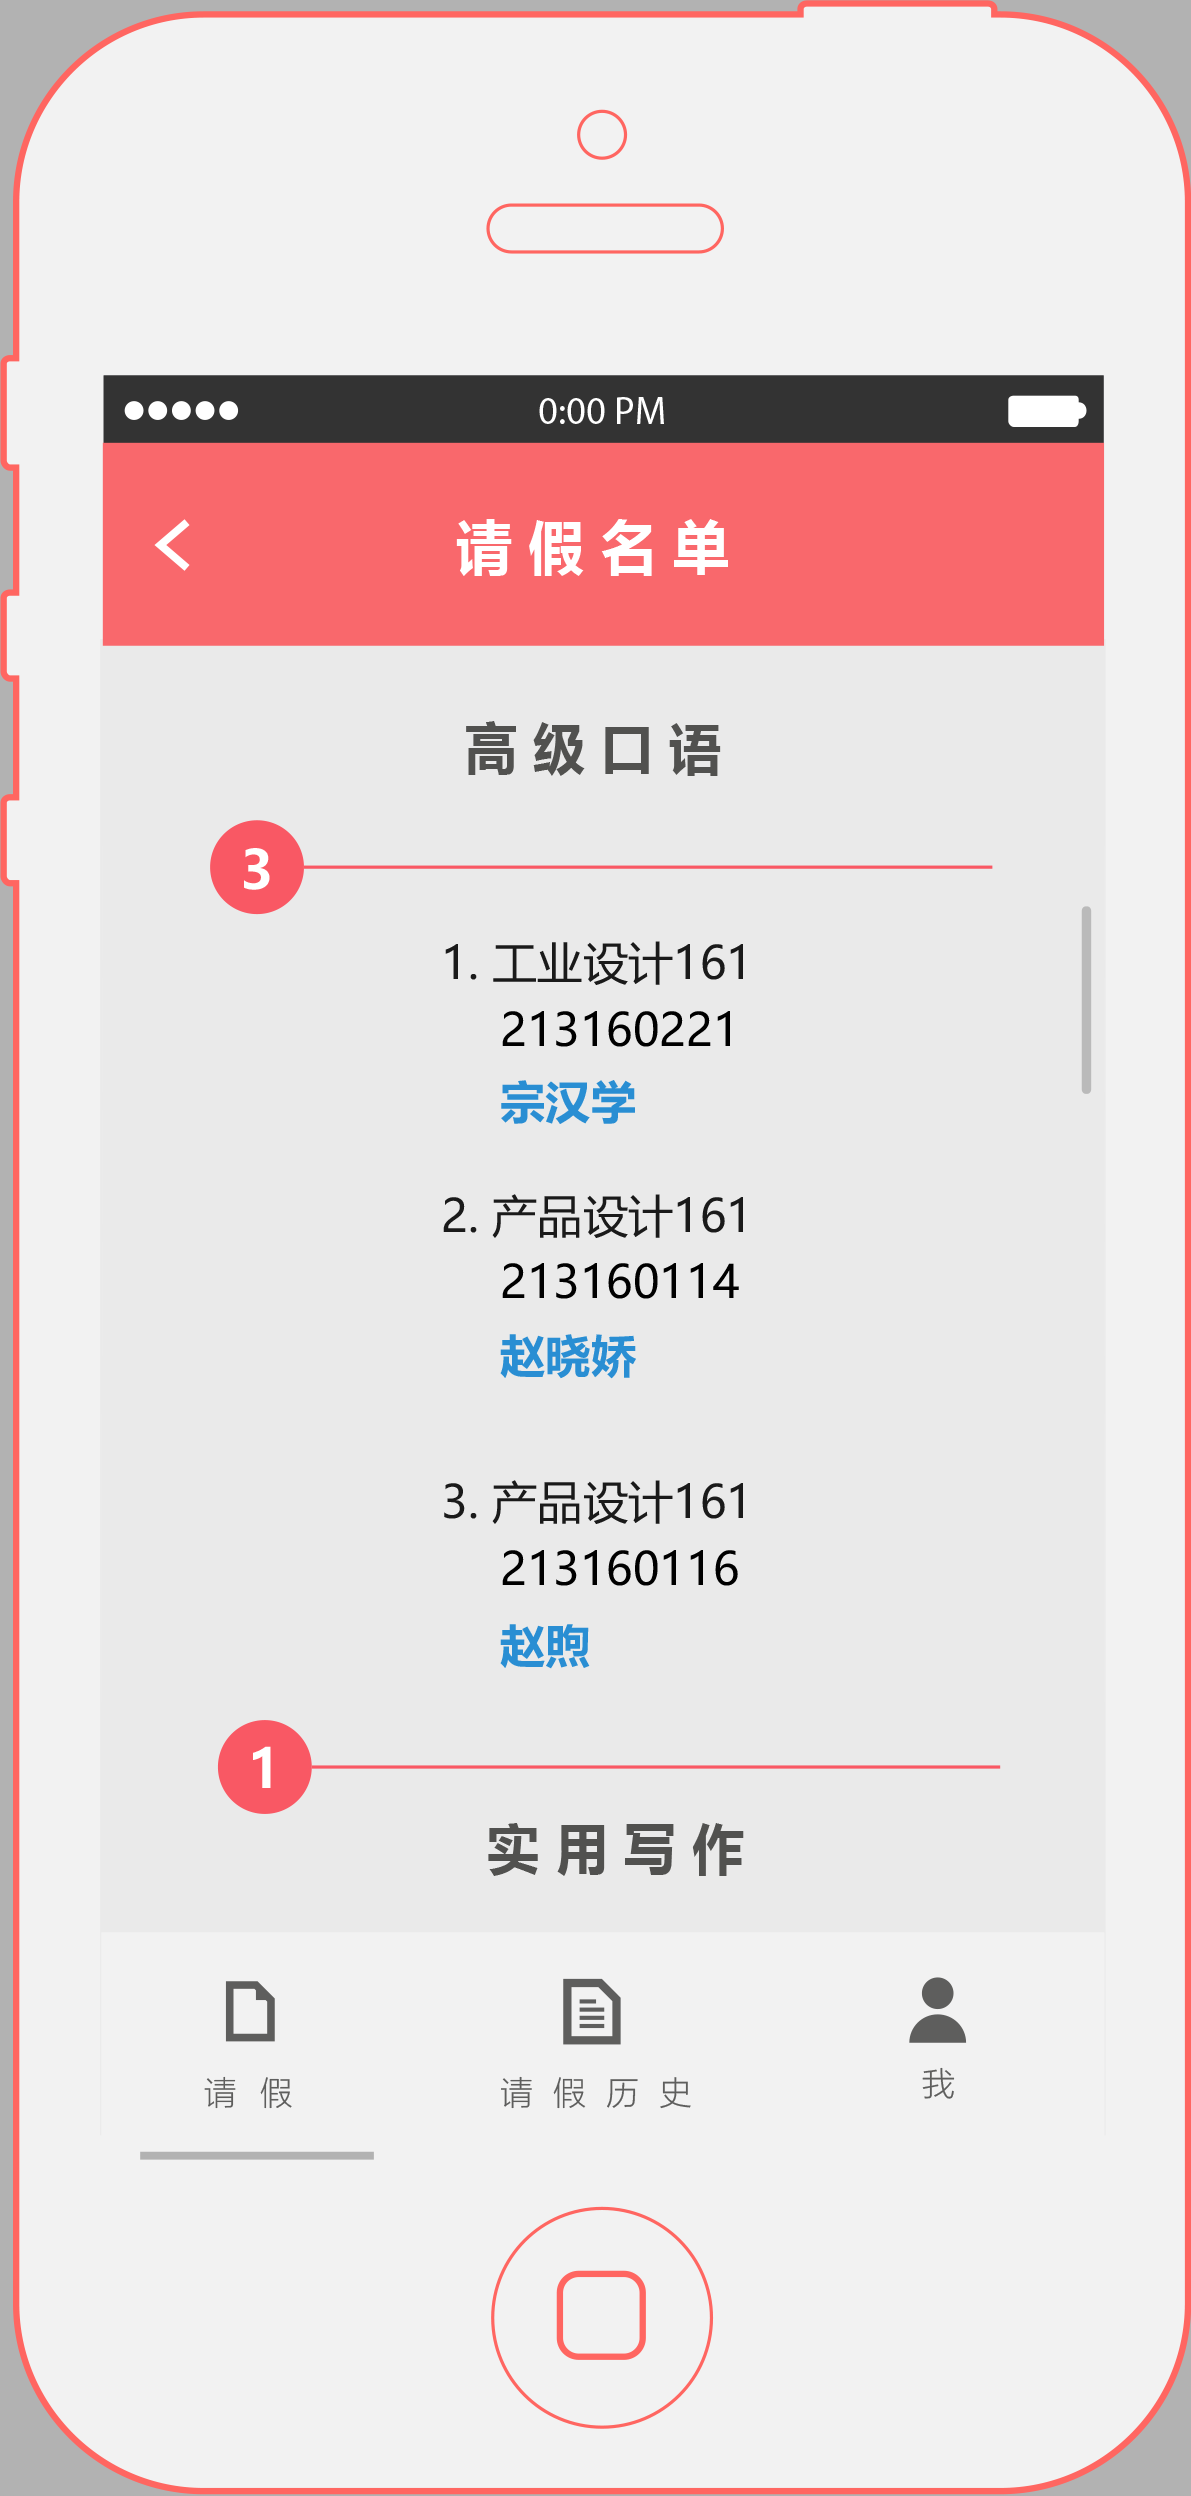 0:00 PM
请假名单
高级口语
3
1. 工业设计161
213160221
宗汉学
2. 产品设计161
213160114
赵晓娇
3. 产品设计161
213160116
赵煦
1
实用写作
请假
请假历史
我